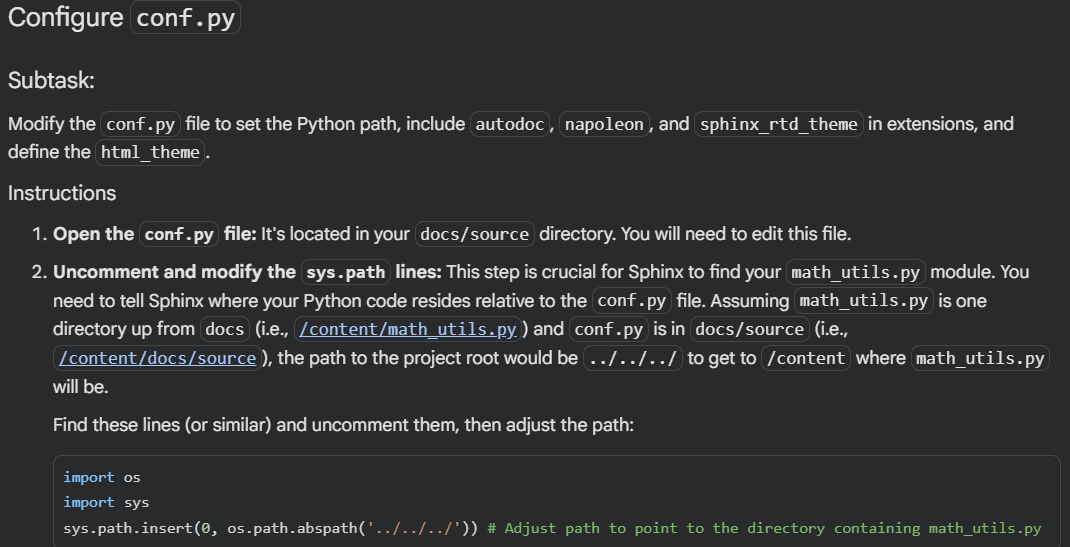 Configure conf.py
Subtask:
Modify the conf.py file to set the Python path, include autodoc, napoleon, and sphinx_rtd_theme in extensions, and
define the html_theme.
Instructions
1. Open the conf.py file: It's located in your docs/source directory. You will need to edit this file.
2. Uncomment and modify the sys.path lines: This step is crucial for Sphinx to find your math_utils.py module. You
need to tell Sphinx where your Python code resides relative to the conf.py file. Assuming math_utils.py is one
directory up from docs (i.e., /content/math_utils.py) and conf.py is in docs/source (i.e.,
/content/docs/source), the path to the project root would be ../../../ to get to /content where math_utils.py
will be.
Find these lines (or similar) and uncomment them, then adjust the path:
import os
import sys
sys.path.insert(0, os.path.abspath('../../../')) # Adjust path to point to the directory containing math_utils.py